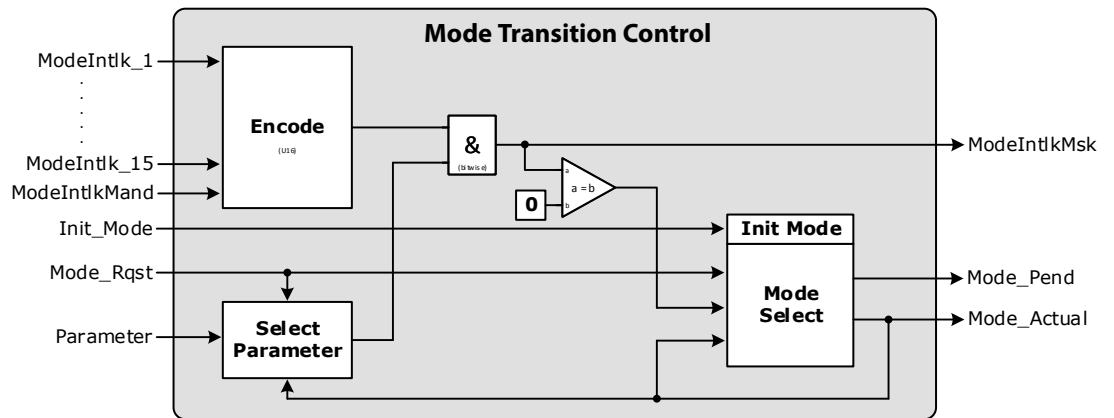 Mode Transition Control
ModeIntlk_1
ModeIntlk_15
ModeIntlkMand
Init_Mode
Mode_Rqst
Parameter
Encode
(U16)
&
(bitwise)
a
a = b
b
0
Init Mode
Mode
Select
Select
Parameter
ModeIntlkMsk
Mode_Pend
Mode_Actual